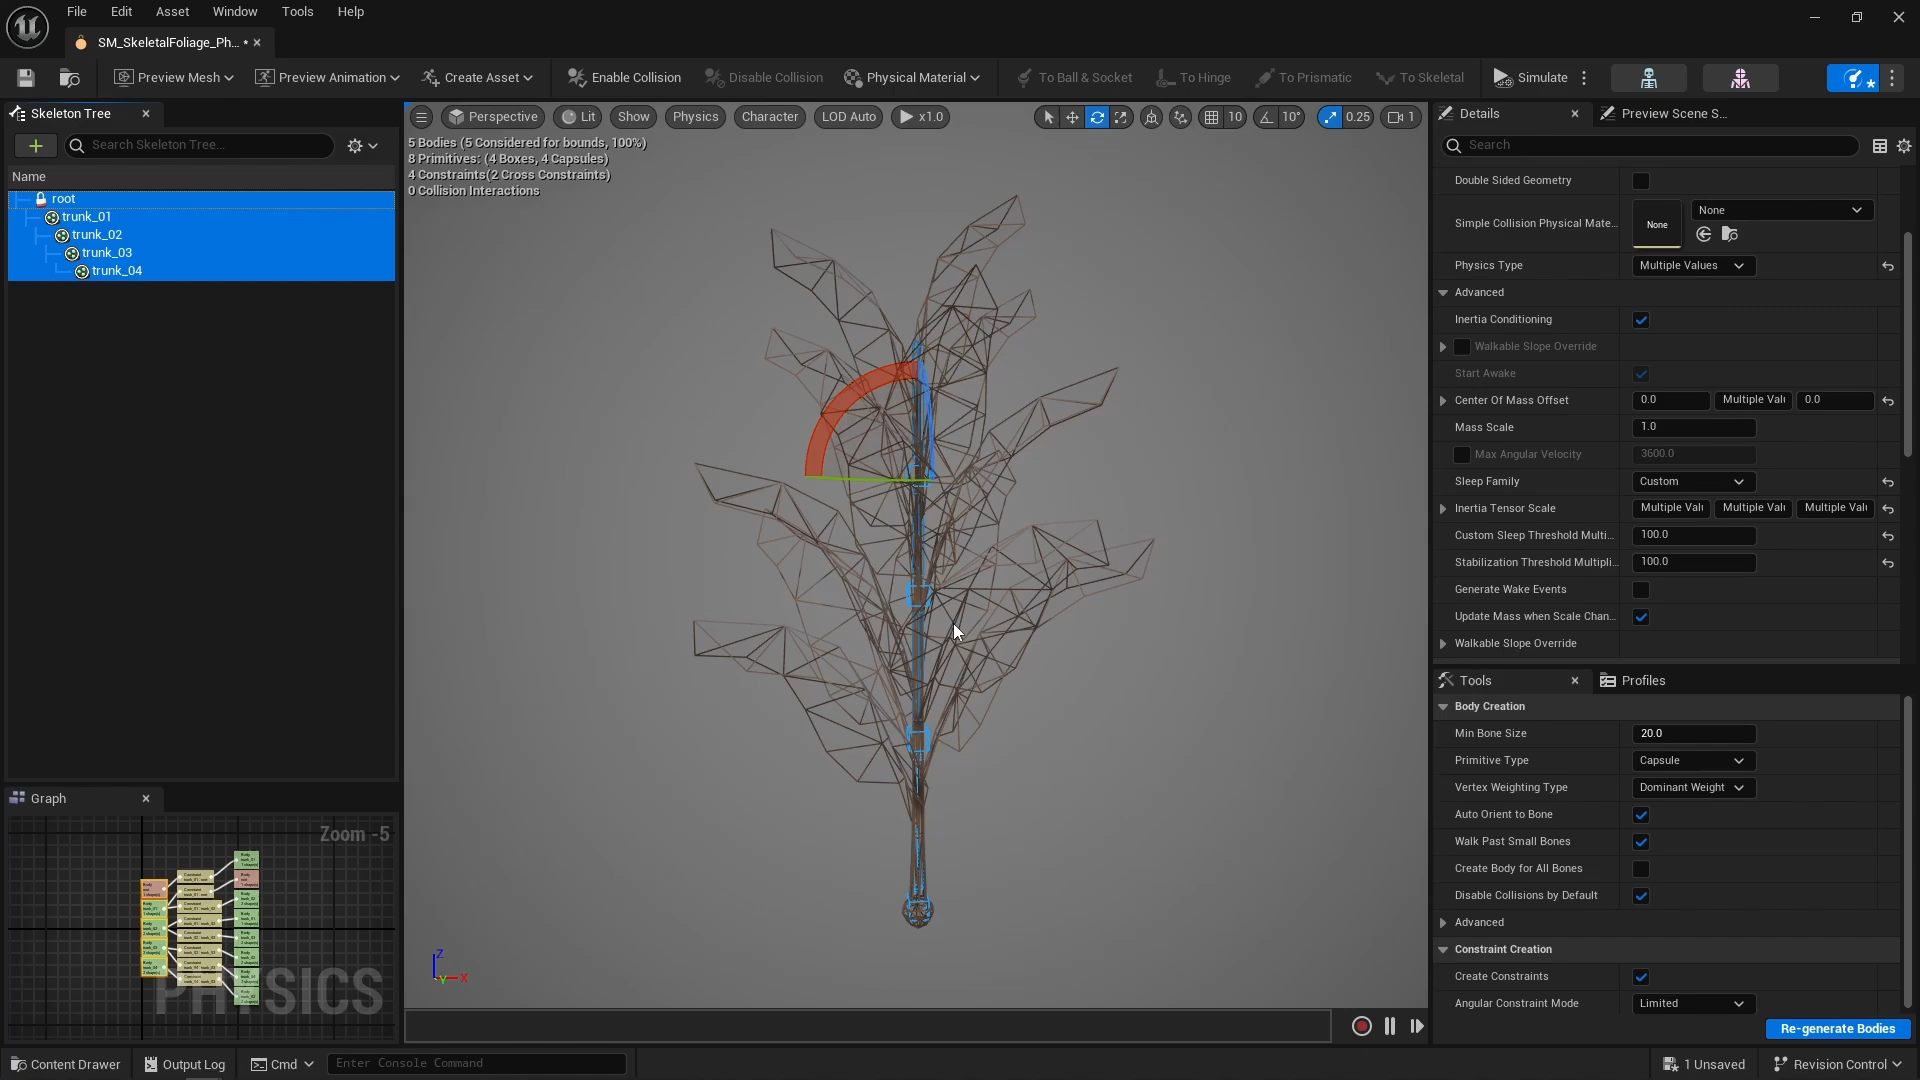 File Edit Asset Window Tools Help
SM_SkeletalFoliage_Ph... •
Preview Mesh
Preview Animation
Create Asset
Enable Collision
Disable Collision
Physical Material
To Ball & Socket
To Hinge
To Prismatic
To Skeletal
Simulate
Skeleton Tree
Search Skeleton Tree...
Name
root
trunk_01
trunk_02
trunk_03
trunk_04
Graph
Zoom -5
PHYSICS
Perspective
Lit
Show
Physics
Character
LOD Auto
x1.0
10
10°
0.25
1
5 Bodies (5 Considered for bounds, 100%)
8 Primitives: (4 Boxes, 4 Capsules)
4 Constraints(2 Cross Constraints)
0 Collision Interactions
Z
Y
X
Details
Preview Scene S...
Search
Double Sided Geometry
Simple Collision Physical Mate...
None
None
Physics Type
Multiple Values
Advanced
Inertia Conditioning
Walkable Slope Override
Start Awake
Center Of Mass Offset
0.0
Multiple Valu
0.0
Mass Scale
1.0
Max Angular Velocity
3600.0
Sleep Family
Custom
Inertia Tensor Scale
Multiple Valu
Multiple Valu
Multiple Valu
Custom Sleep Threshold Multi...
100.0
Stabilization Threshold Multipli...
100.0
Generate Wake Events
Update Mass when Scale Chan...
Walkable Slope Override
Tools
Profiles
Body Creation
Min Bone Size
20.0
Primitive Type
Capsule
Vertex Weighting Type
Dominant Weight
Auto Orient to Bone
Walk Past Small Bones
Create Body for All Bones
Disable Collisions by Default
Advanced
Constraint Creation
Create Constraints
Angular Constraint Mode
Limited
Re-generate Bodies
Content Drawer
Output Log
Cmd
Enter Console Command
1 Unsaved
Revision Control